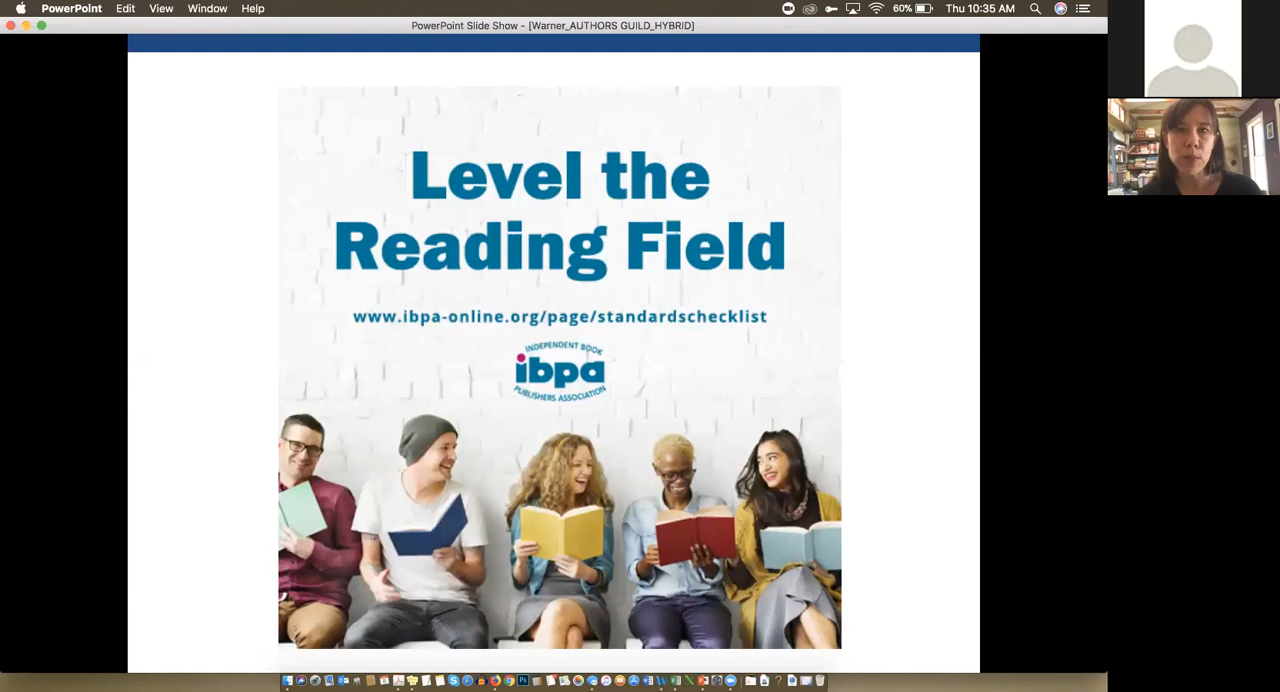 PowerPoint Edit View Window Help
60% Thu 10:35 AM
PowerPoint Slide Show - [Warner_AUTHORS GUILD_HYBRID]
Level the
Reading Field
www.ibpa-online.org/page/standardschecklist
INDEPENDENT BOOK
ibpa
PUBLISHERS ASSOCIATION